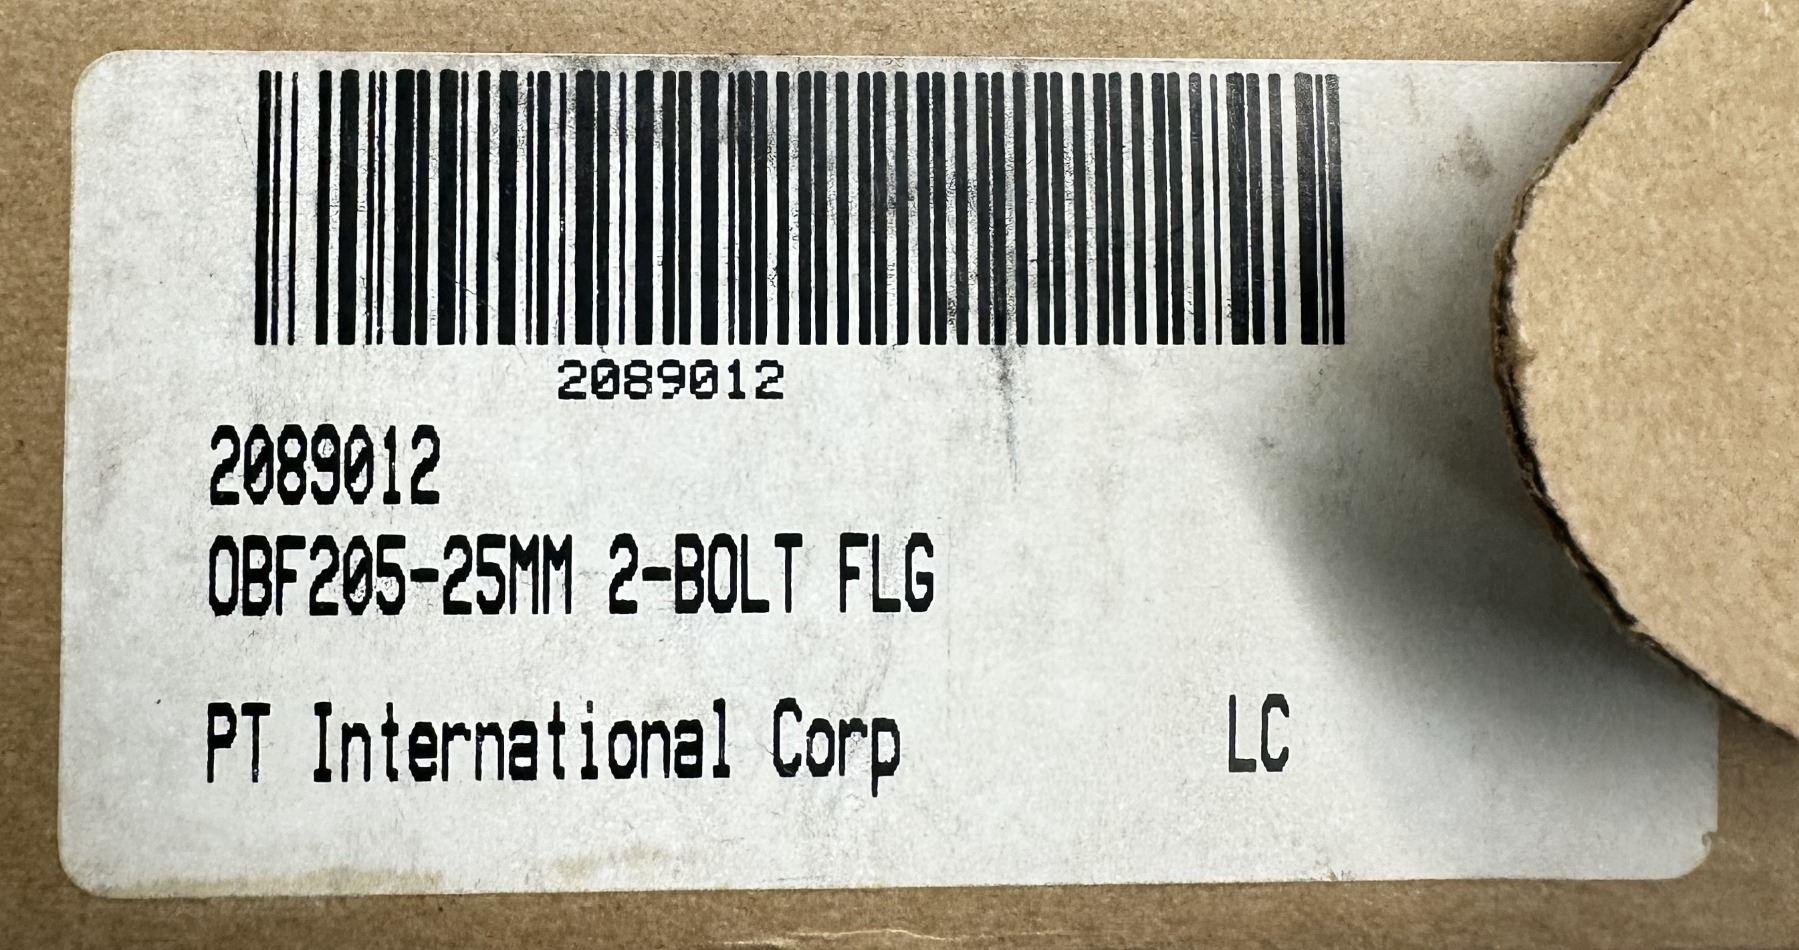 2089012
2089012
OBF205-25MM 2-BOLT FLG
PT International Corp LC